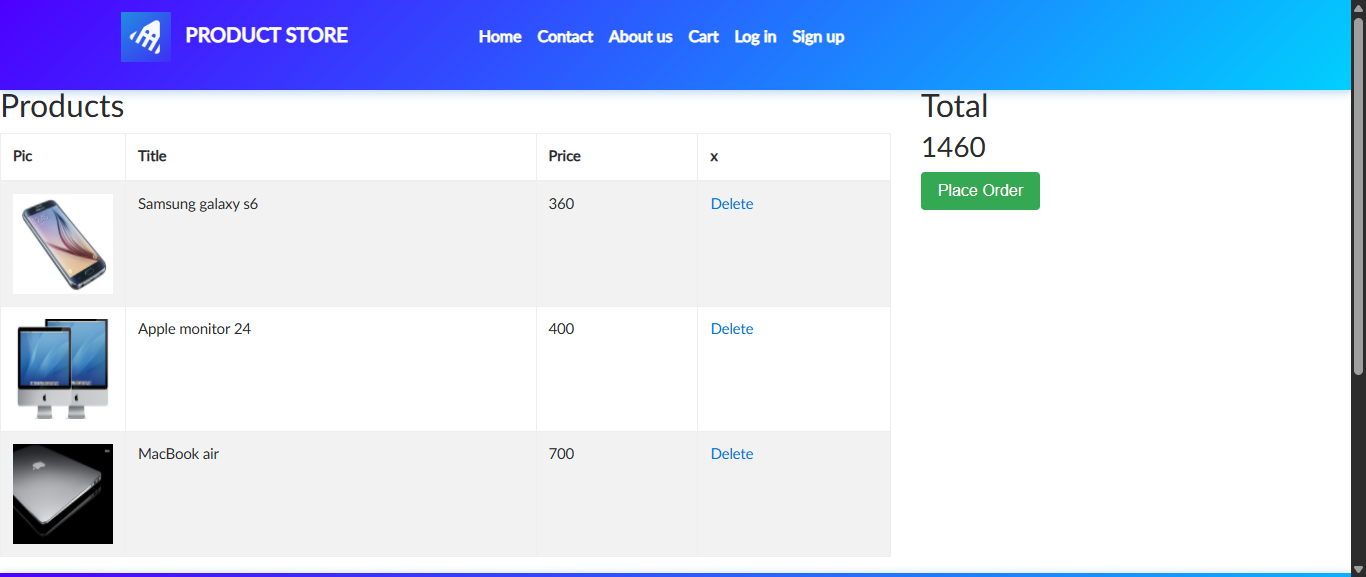 PRODUCT STORE
Home Contact About us Cart Log in Sign up
Products
Pic Title Price x
Samsung galaxy s6 360 Delete
Apple monitor 24 400 Delete
MacBook air 700 Delete
Total
1460
Place Order